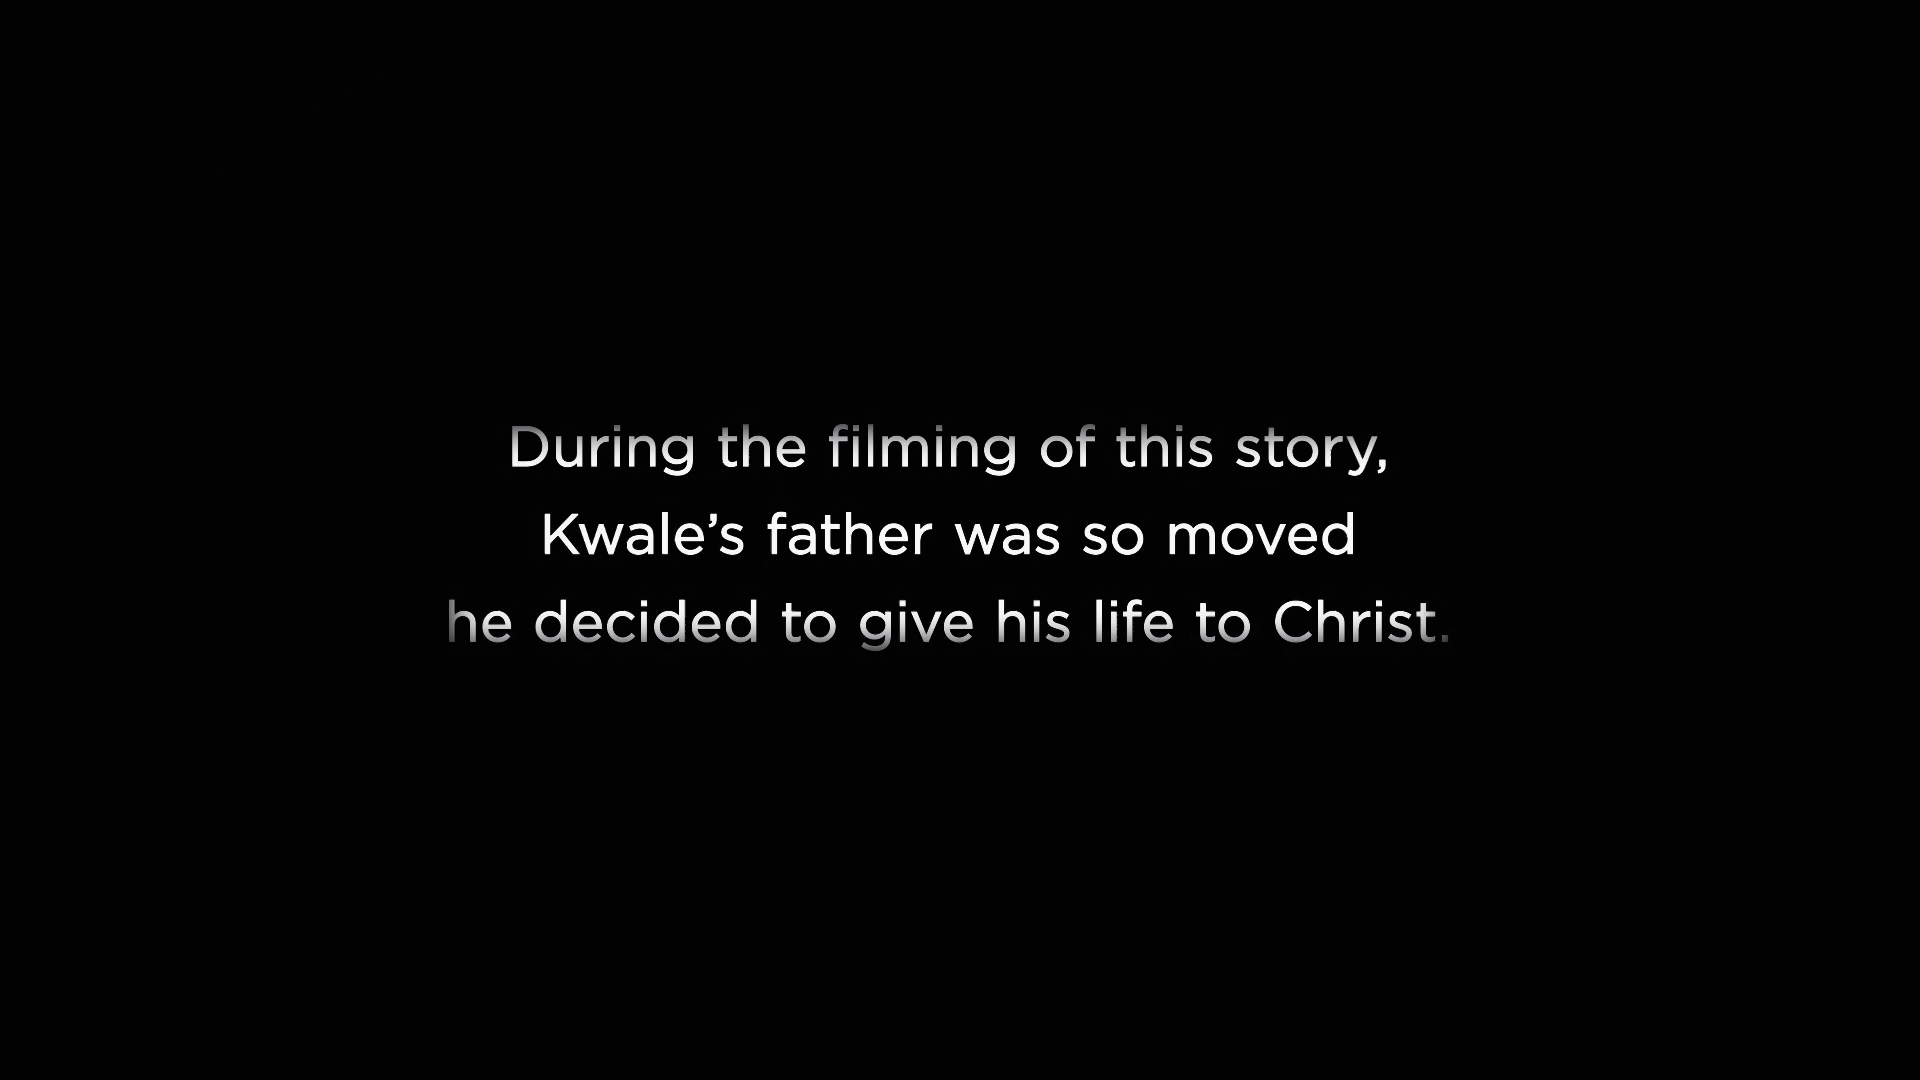 During the filming of this story,
Kwale’s father was so moved
he decided to give his life to Christ.